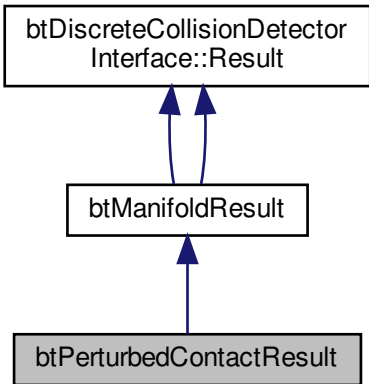 btDiscreteCollisionDetector
Interface::Result
btManifoldResult
btPerturbedContactResult